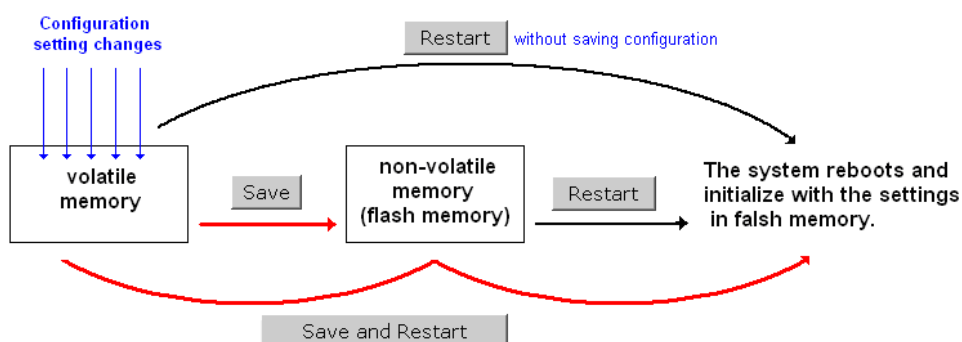 Configuration
setting changes
Restart without saving configuration
volatile
memory
Save
non-volatile
memory
(flash memory)
Restart
The system reboots and
initialize with the settings
in falsh memory.
Save and Restart